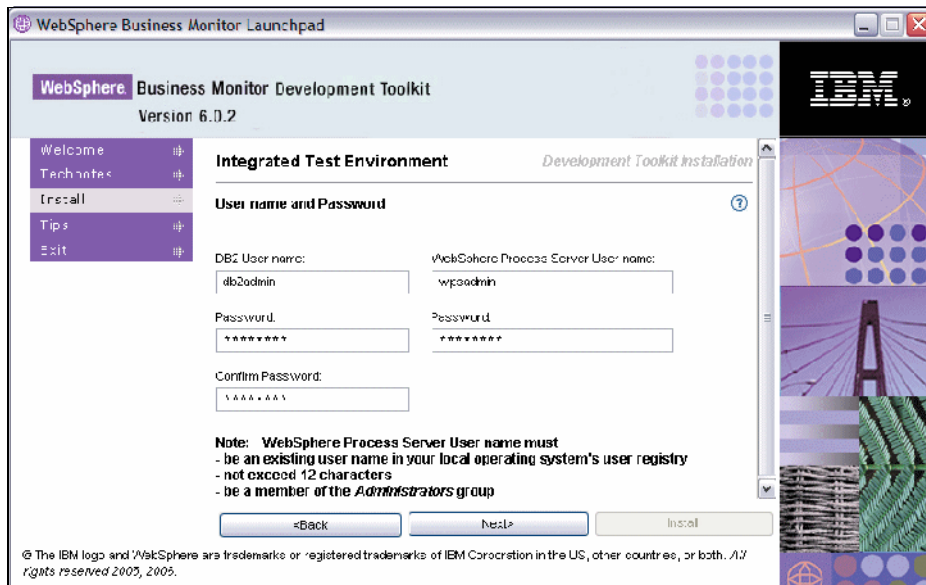 WebSphere Business Monitor Launchpad
WebSphere. Business Monitor Development Toolkit
Version 6.0.2
IBM®
Welcome
Technotes
Install
Tips
Exit
Integrated Test Environment
Development Toolkit Installation
User name and Password
?
DB2 User name:
WebSphere Process Server User name:
db2admin
wpsadmin
Password:
Password:
********
********
Confirm Password:
********
Note: WebSphere Process Server User name must
- be an existing user name in your local operating system's user registry
- not exceed 12 characters
- be a member of the Administrators group
<Back
Next>
Install
© The IBM logo and WebSphere are trademarks or registered trademarks of IBM Corporation in the US, other countries, or both. All
rights reserved 2005, 2006.